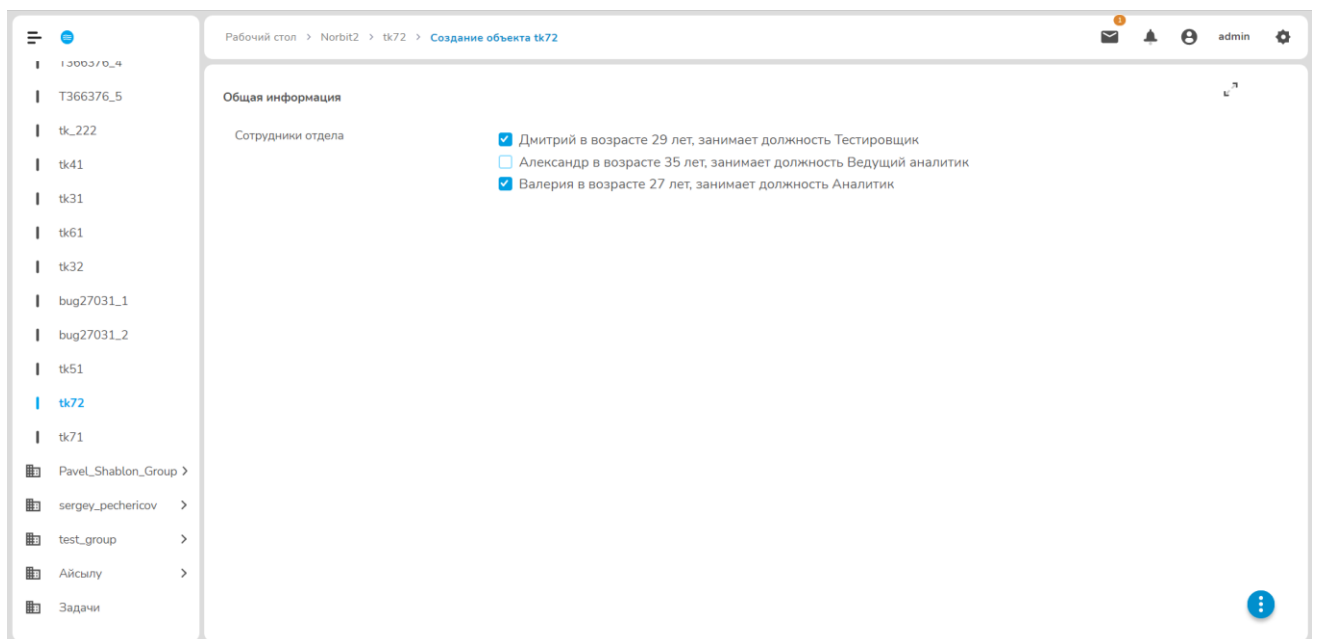 1
Рабочий стол > Norbit2 > tk72 > Создание объекта tk72
admin
T366376_4
T366376_5
tk_222
tk41
tk31
tk61
tk32
bug27031_1
bug27031_2
tk51
tk72
tk71
Pavel_Shablon_Group >
sergey_pechericov >
test_group >
Айсылу >
Задачи
Общая информация
Сотрудники отдела
Дмитрий в возрасте 29 лет, занимает должность Тестировщик
Александр в возрасте 35 лет, занимает должность Ведущий аналитик
Валерия в возрасте 27 лет, занимает должность Аналитик